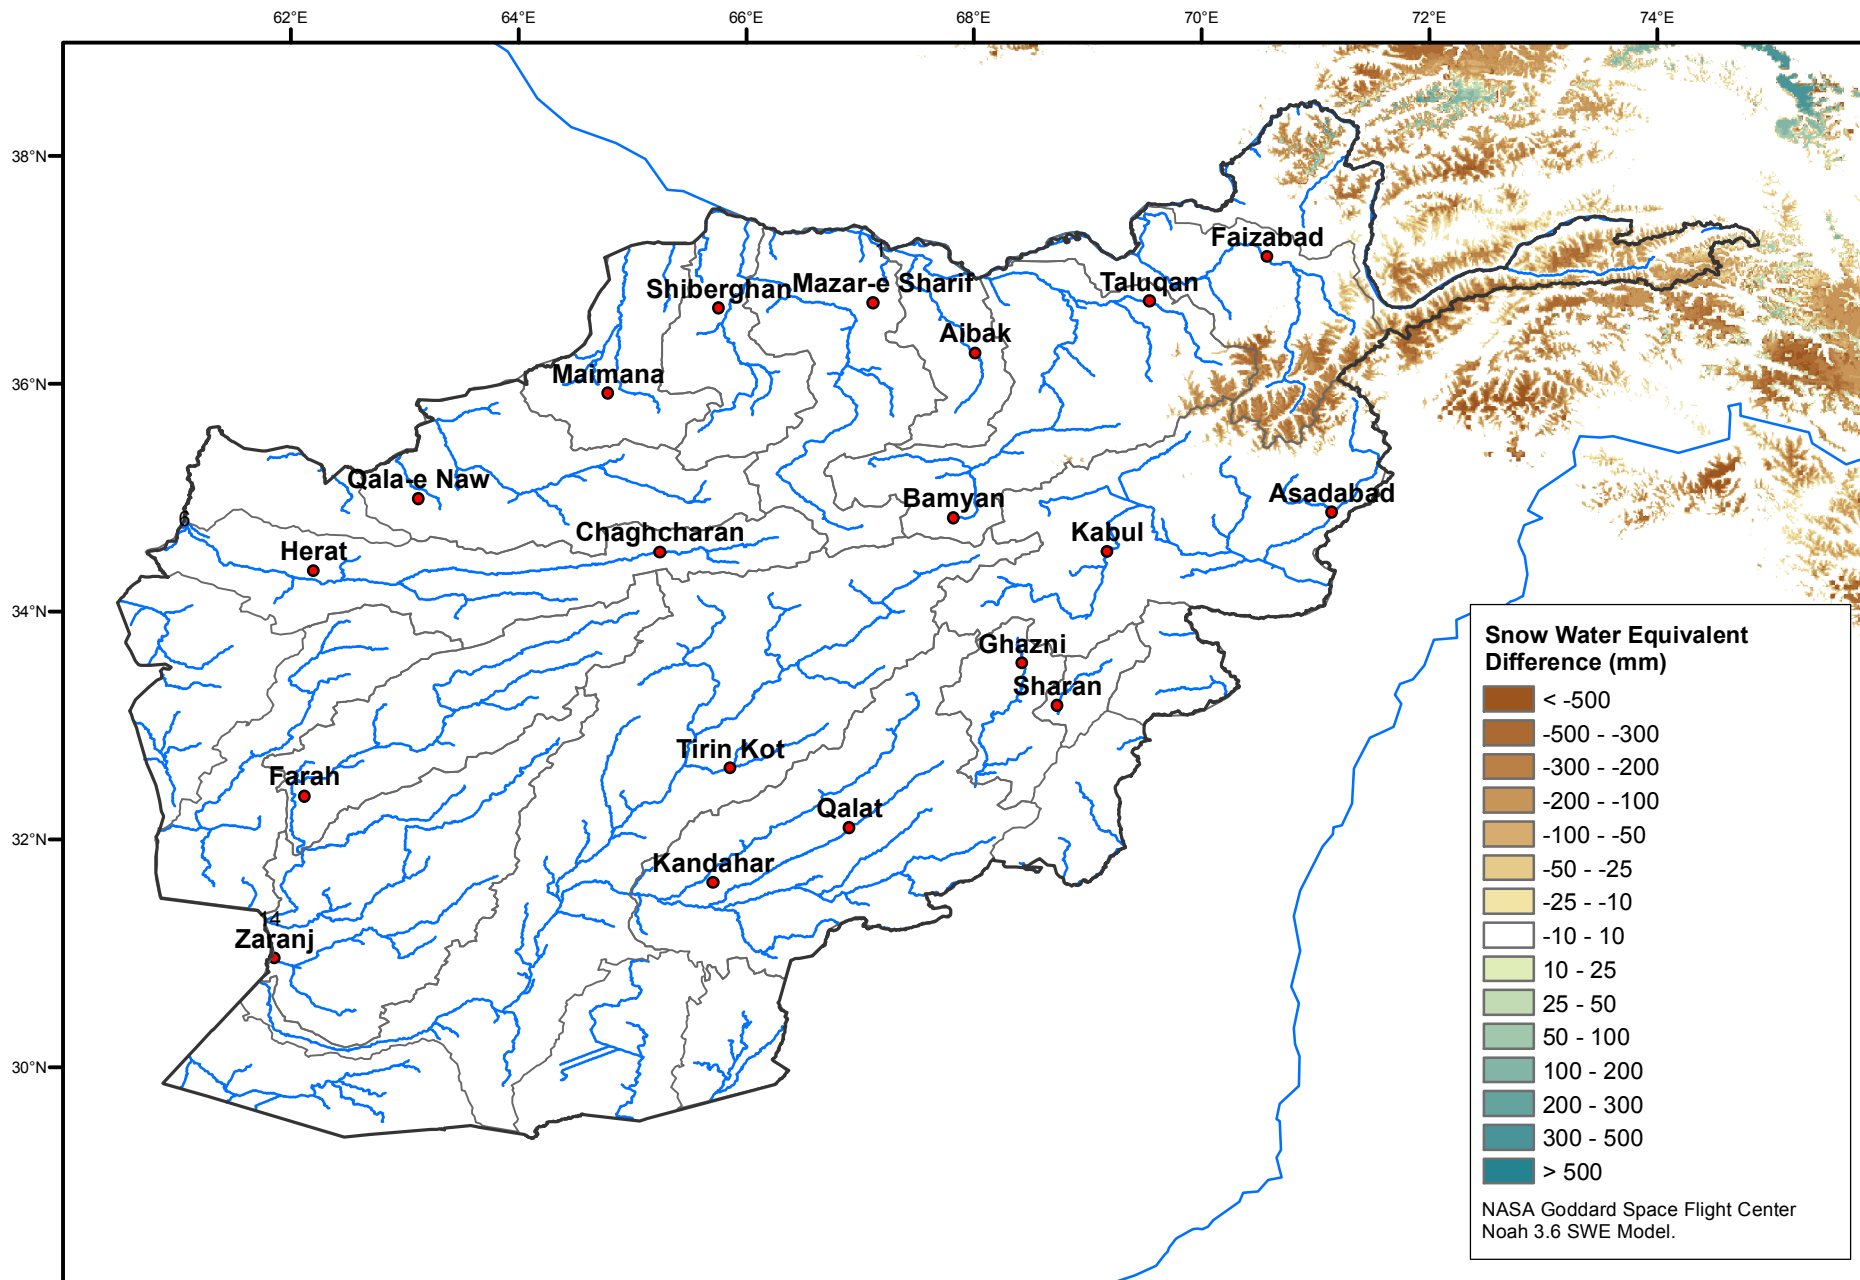 62°E 64°E 66°E 68°E 70°E 72°E 74°E
38°N
Faizabad
Shiberghan Mazar-e Sharif Taluqan
Aibak
36°N
Maimana
Qala-e Naw Bamyan Asadabad
6
Chaghcharan Kabul
Herat
34°N
Ghazni
Sharan
Tirin Kot
Farah
Qalat
32°N
Kandahar
14
Zaranj
30°N
Snow Water Equivalent
Difference (mm)
< -500
-500 - -300
-300 - -200
-200 - -100
-100 - -50
-50 - -25
-25 - -10
-10 - 10
10 - 25
25 - 50
50 - 100
100 - 200
200 - 300
300 - 500
> 500
NASA Goddard Space Flight Center
Noah 3.6 SWE Model.